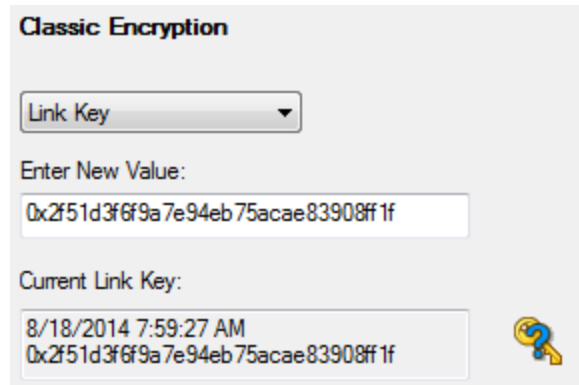 Classic Encryption
Link Key
Enter New Value:
0x2f51d3f6f9a7e94eb75acae83908ff1f
Current Link Key:
8/18/2014 7:59:27 AM
0x2f51d3f6f9a7e94eb75acae83908ff1f